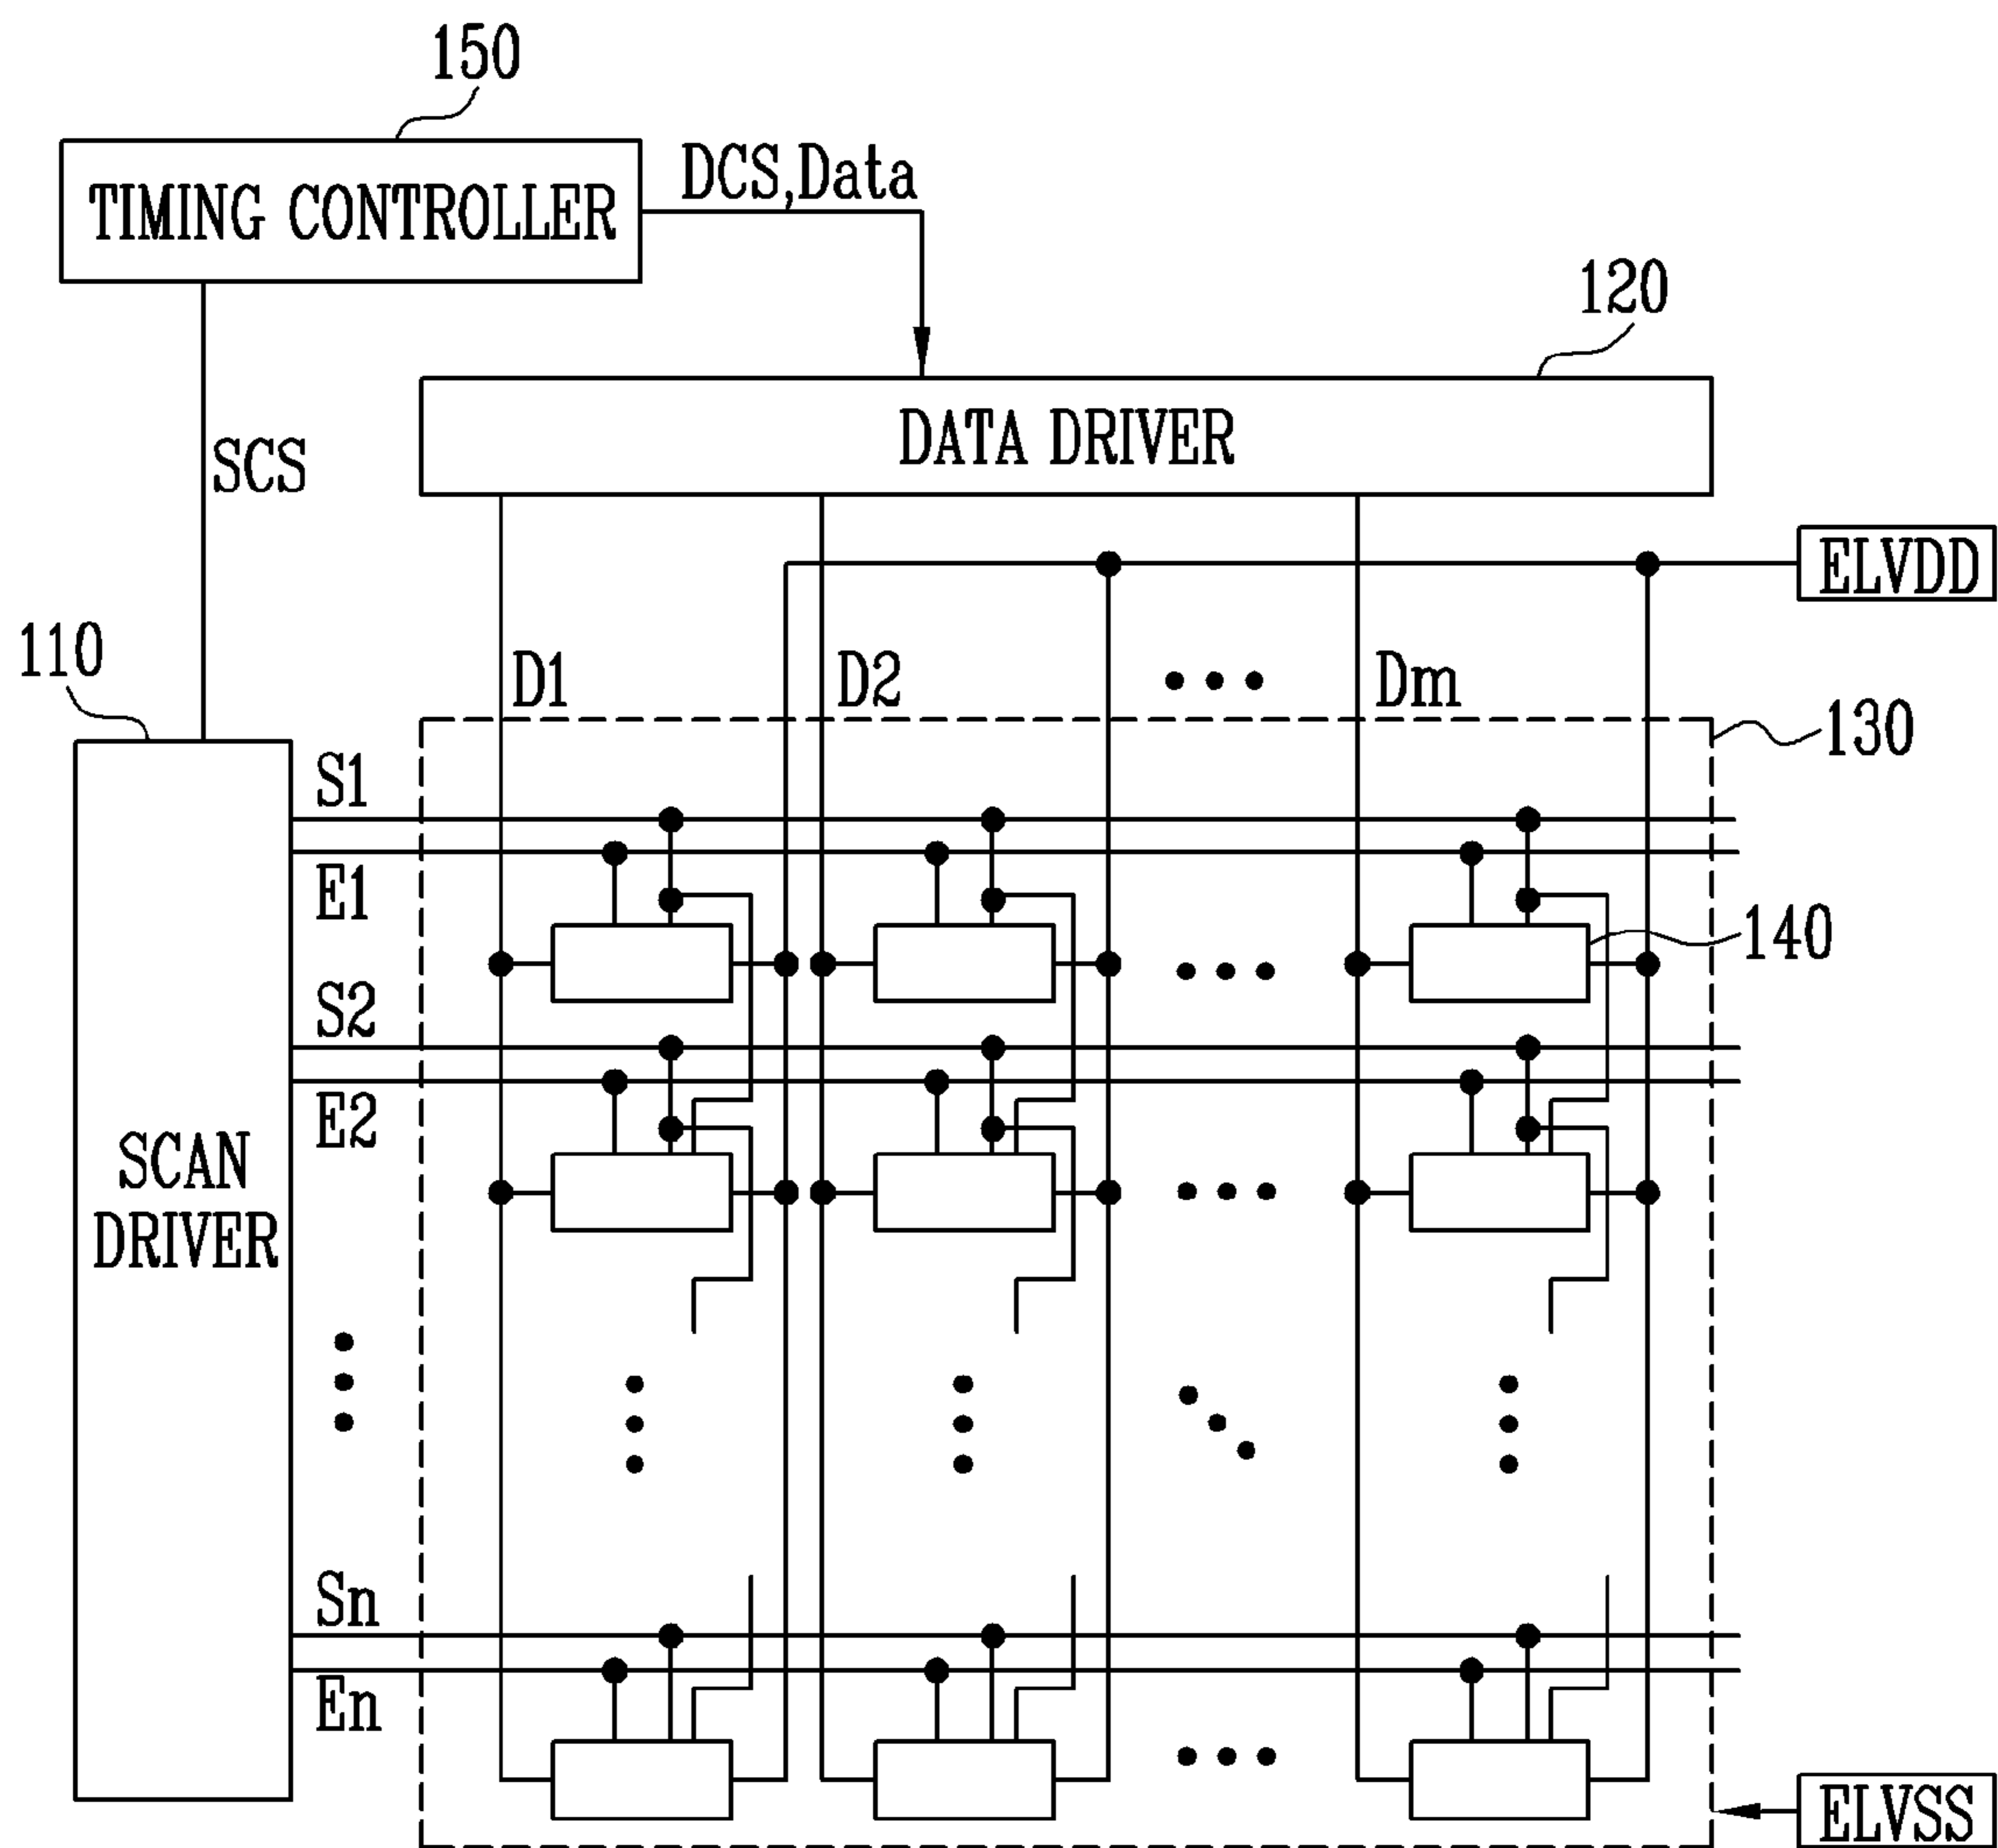 150
TIMING CONTROLLER
DCS,Data
120
DATA DRIVER
SCS
ELVDD
110
D1
D2
Dm
130
S1
E1
140
S2
E2
SCAN
DRIVER
Sn
En
ELVSS